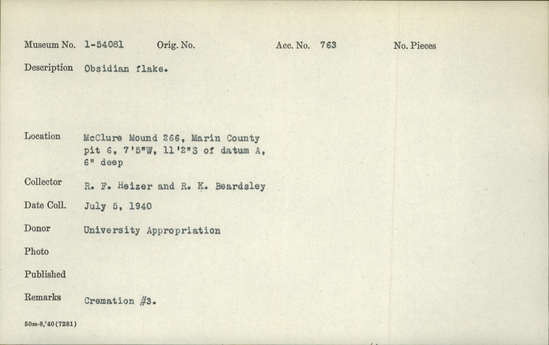 Museum No. 1-54081 Orig. No. Acc. No. 763 No. Pieces
Description Obsidian flake.
Location McClure Mound 266, Marin County
pit 6, 7'5"W, 11'2"S of datum A,
6" deep
Collector R. F. Heizer and R. K. Beardsley
Date Coll. July 5, 1940
Donor University Appropriation
Photo
Published
Remarks Cremation #3.
50m-8,'40(7281)